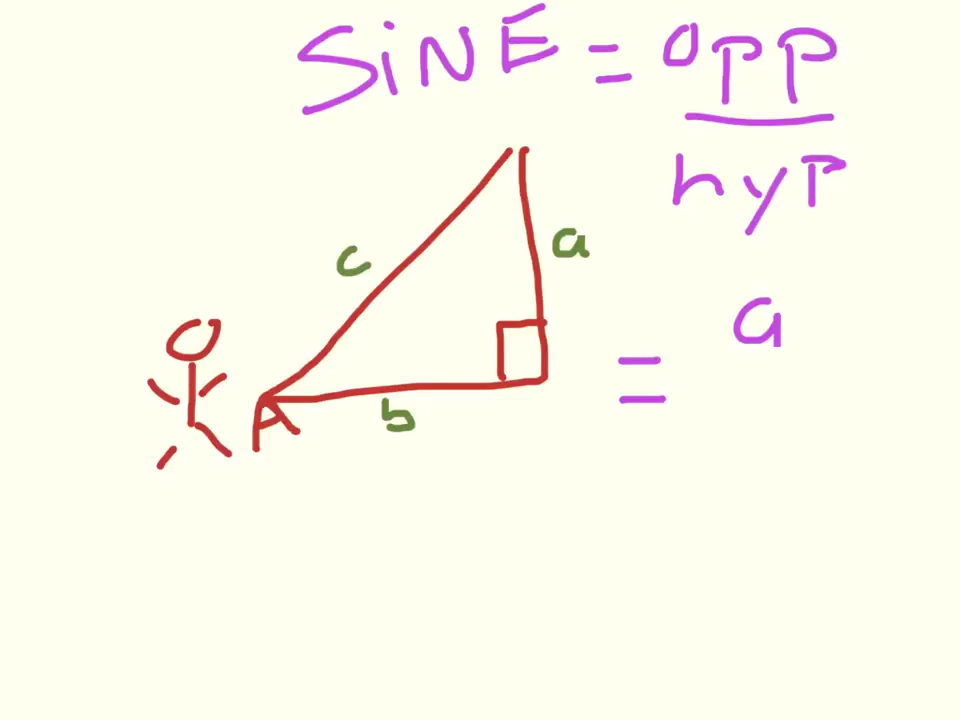 SiNE = opp
hyp
c
a
= a
A
b